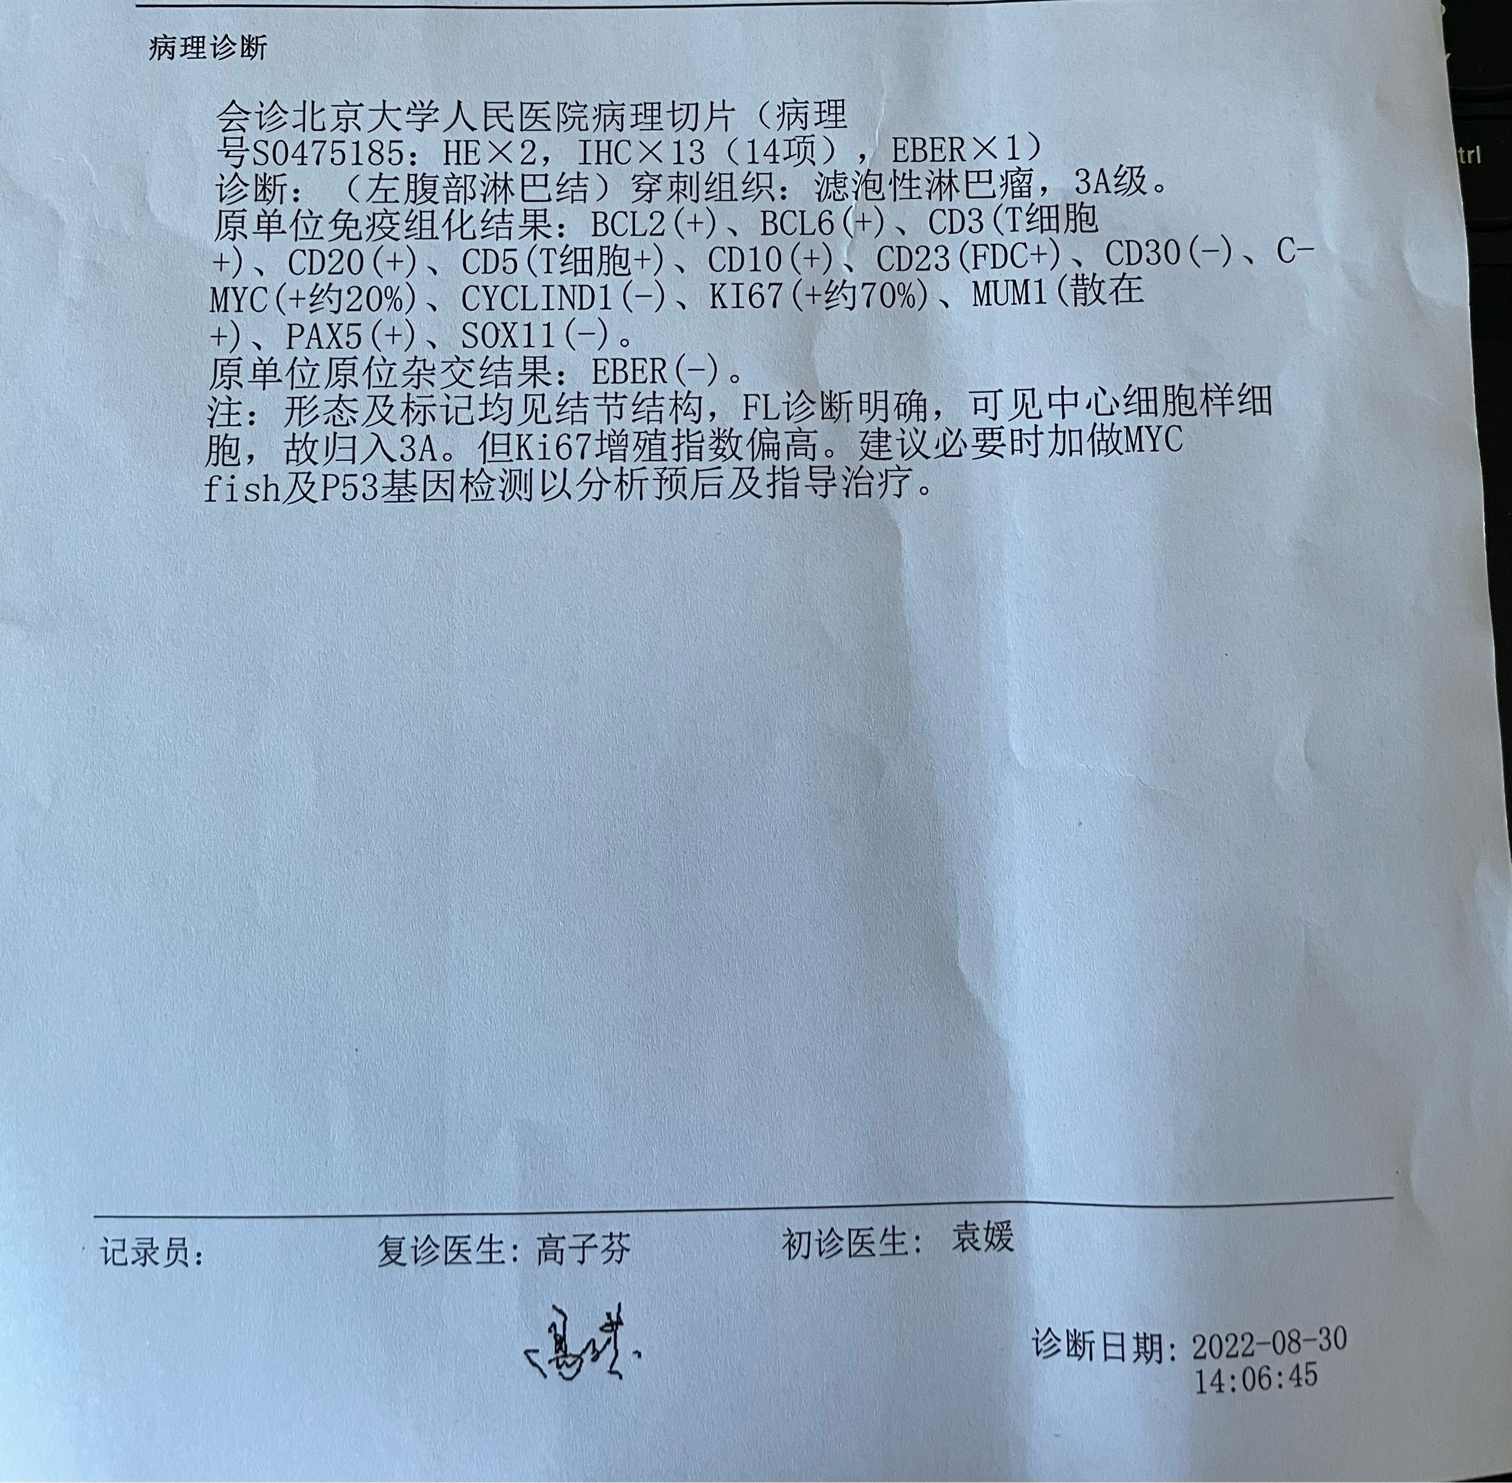 病理诊断
会诊北京大学人民医院病理切片（病理
号S0475185：HE×2，IHC×13（14项），EBER×1）
诊断：（左腹部淋巴结）穿刺组织：滤泡性淋巴瘤，3A级。
原单位免疫组化结果：BCL2(+)、BCL6(+)、CD3(T细胞
+)、CD20(+)、CD5(T细胞+)、CD10(+)、CD23(FDC+)、CD30(-)、C-
MYC(+约20%)、CYCLIND1(-)、KI67(+约70%)、MUM1(散在
+)、PAX5(+)、SOX11(-)。
原单位原位杂交结果：EBER(-)。
注：形态及标记均见结节结构，FL诊断明确，可见中心细胞样细
胞，故归入3A。但Ki67增殖指数偏高。建议必要时加做MYC
fish及P53基因检测以分析预后及指导治疗。
记录员： 复诊医生：高子芬 初诊医生： 袁媛
诊断日期：2022-08-30
14:06:45
trl